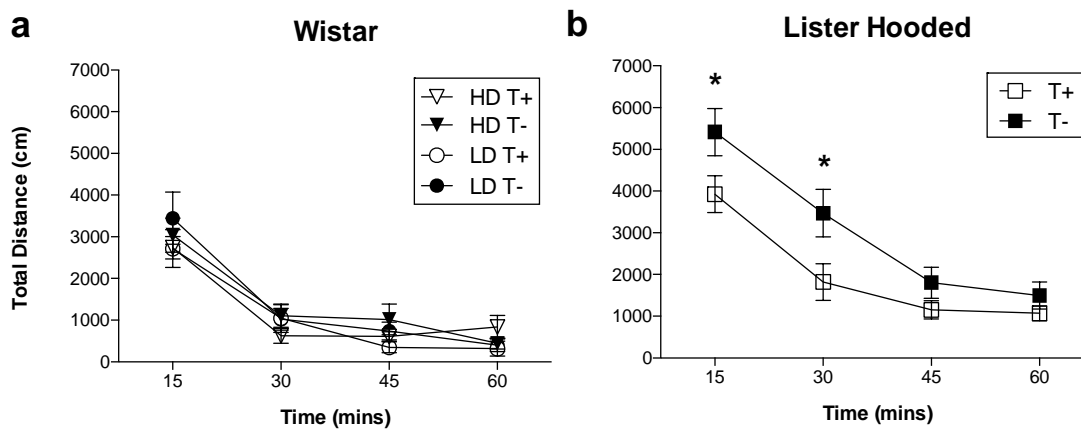 a
Wistar
7000
6000
5000
4000
3000
2000
1000
0
Total Distance (cm)
HD T+
HD T-
LD T+
LD T-
15 30 45 60
Time (mins)
b
Lister Hooded
7000
6000
5000
4000
3000
2000
1000
0
*
*
T+
T-
15 30 45 60
Time (mins)